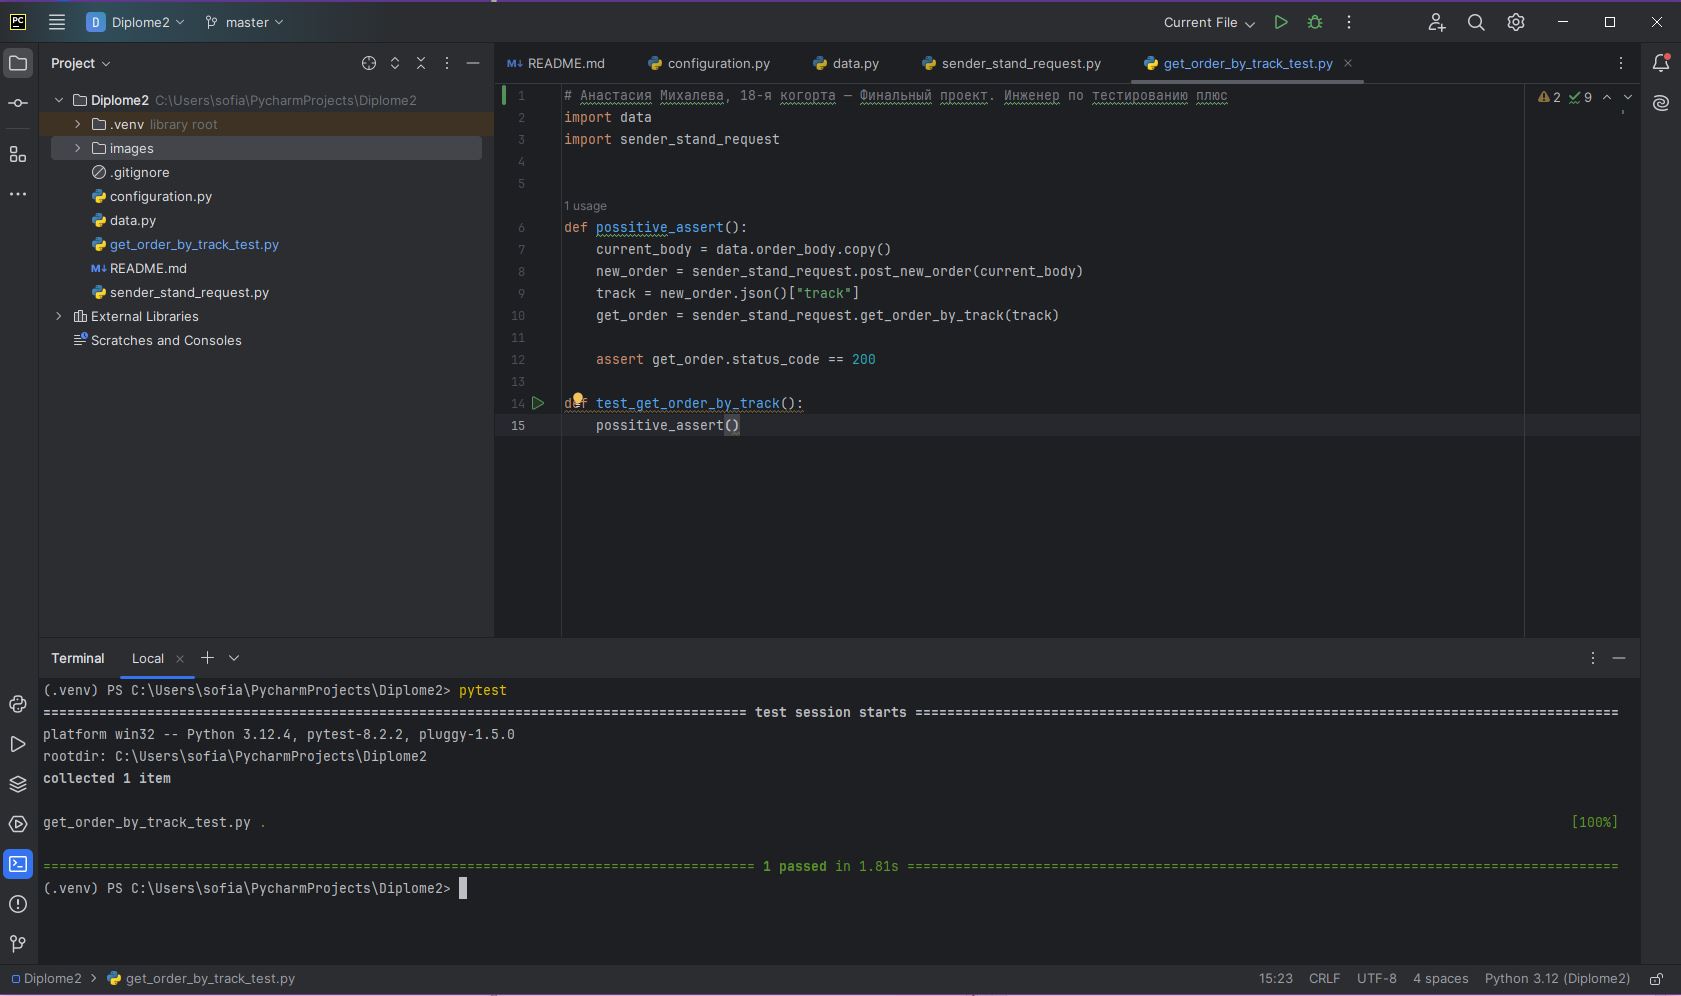 PC
D Diplome2
master
Current File
Project
Diplome2 C:\Users\sofia\PycharmProjects\Diplome2
.venv library root
images
.gitignore
configuration.py
data.py
get_order_by_track_test.py
README.md
sender_stand_request.py
External Libraries
Scratches and Consoles
README.md
configuration.py
data.py
sender_stand_request.py
get_order_by_track_test.py
2 9
1 # Анастасия Михалева, 18-я когорта — Финальный проект. Инженер по тестированию плюс
2 import data
3 import sender_stand_request
4
5
1 usage
6 def possitive_assert():
7 current_body = data.order_body.copy()
8 new_order = sender_stand_request.post_new_order(current_body)
9 track = new_order.json()["track"]
10 get_order = sender_stand_request.get_order_by_track(track)
11
12 assert get_order.status_code == 200
13
14 def test_get_order_by_track():
15 possitive_assert()
Terminal Local
(.venv) PS C:\Users\sofia\PycharmProjects\Diplome2> pytest
======================================================================================== test session starts ========================================================================================
platform win32 -- Python 3.12.4, pytest-8.2.2, pluggy-1.5.0
rootdir: C:\Users\sofia\PycharmProjects\Diplome2
collected 1 item
get_order_by_track_test.py . [100%]
========================================================================================= 1 passed in 1.81s =========================================================================================
(.venv) PS C:\Users\sofia\PycharmProjects\Diplome2>
Diplome2 > get_order_by_track_test.py
15:23 CRLF UTF-8 4 spaces Python 3.12 (Diplome2)